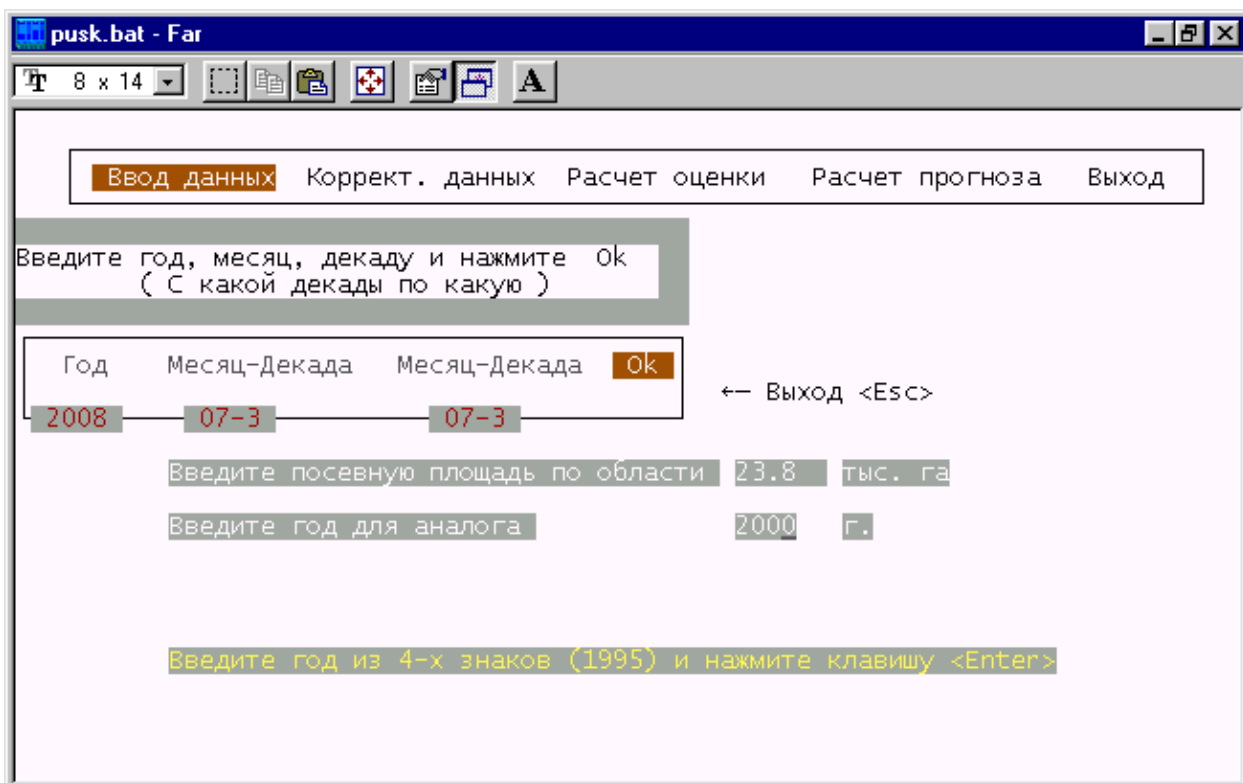 pusk.bat - Far
8 x 14
A
Ввод данных Коррект. данных Расчет оценки Расчет прогноза Выход
Введите год, месяц, декаду и нажмите Ok
( С какой декады по какую )
Год Месяц-Декада Месяц-Декада Ok
←— Выход <Esc>
2008 07-3 07-3
Введите посевную площадь по области 23.8 тыс. га
Введите год для аналога 2000 г.
Введите год из 4-х знаков (1995) и нажмите клавишу <Enter>